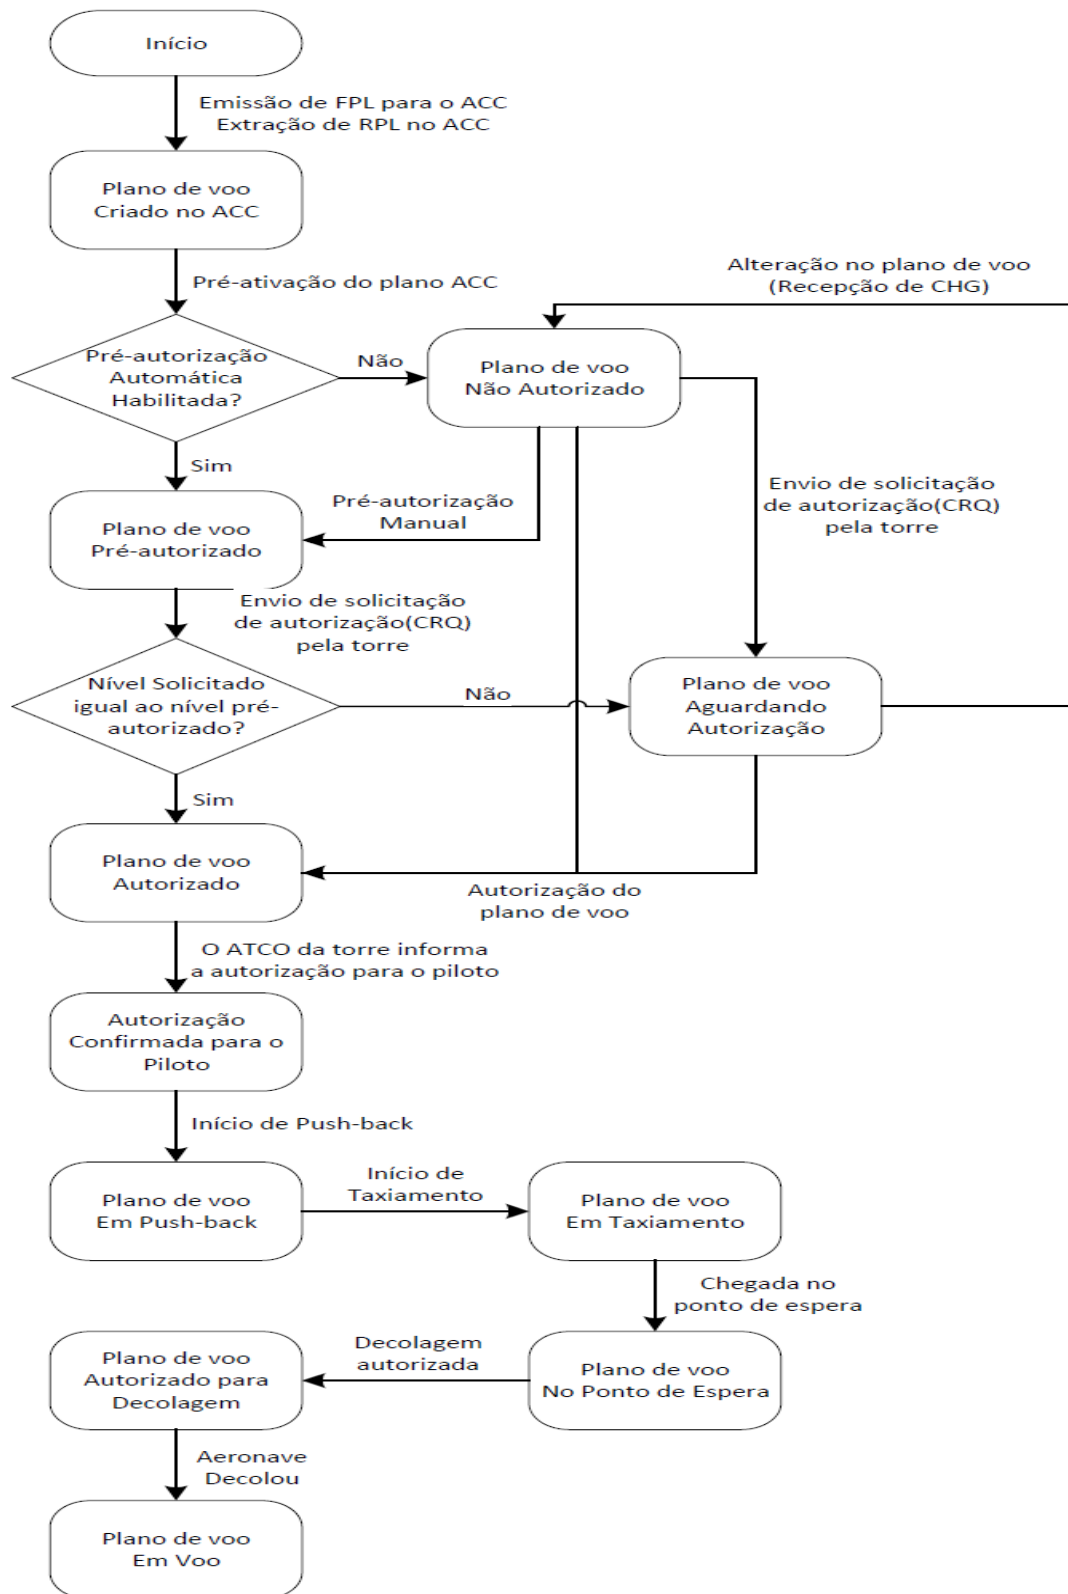 Início
Emissão de FPL para o ACC
Extração de RPL no ACC
Plano de voo
Criado no ACC
Pré-ativação do plano ACC
Alteração no plano de voo
(Recepção de CHG)
Pré-autorização
Automática
Habilitada?
Não
Plano de voo
Não Autorizado
Sim
Pré-autorização
Manual
Envio de solicitação
de autorização(CRQ)
pela torre
Plano de voo
Pré-autorizado
Envio de solicitação
de autorização(CRQ)
pela torre
Nível Solicitado
igual ao nível pré-
autorizado?
Não
Plano de voo
Aguardando
Autorização
Sim
Plano de voo
Autorizado
Autorização do
plano de voo
O ATCO da torre informa
a autorização para o piloto
Autorização
Confirmada para o
Piloto
Início de Push-back
Plano de voo
Em Push-back
Início de
Taxiamento
Plano de voo
Em Taxiamento
Chegada no
ponto de espera
Plano de voo
No Ponto de Espera
Decolagem
autorizada
Plano de voo
Autorizado para
Decolagem
Aeronave
Decolou
Plano de voo
Em Voo